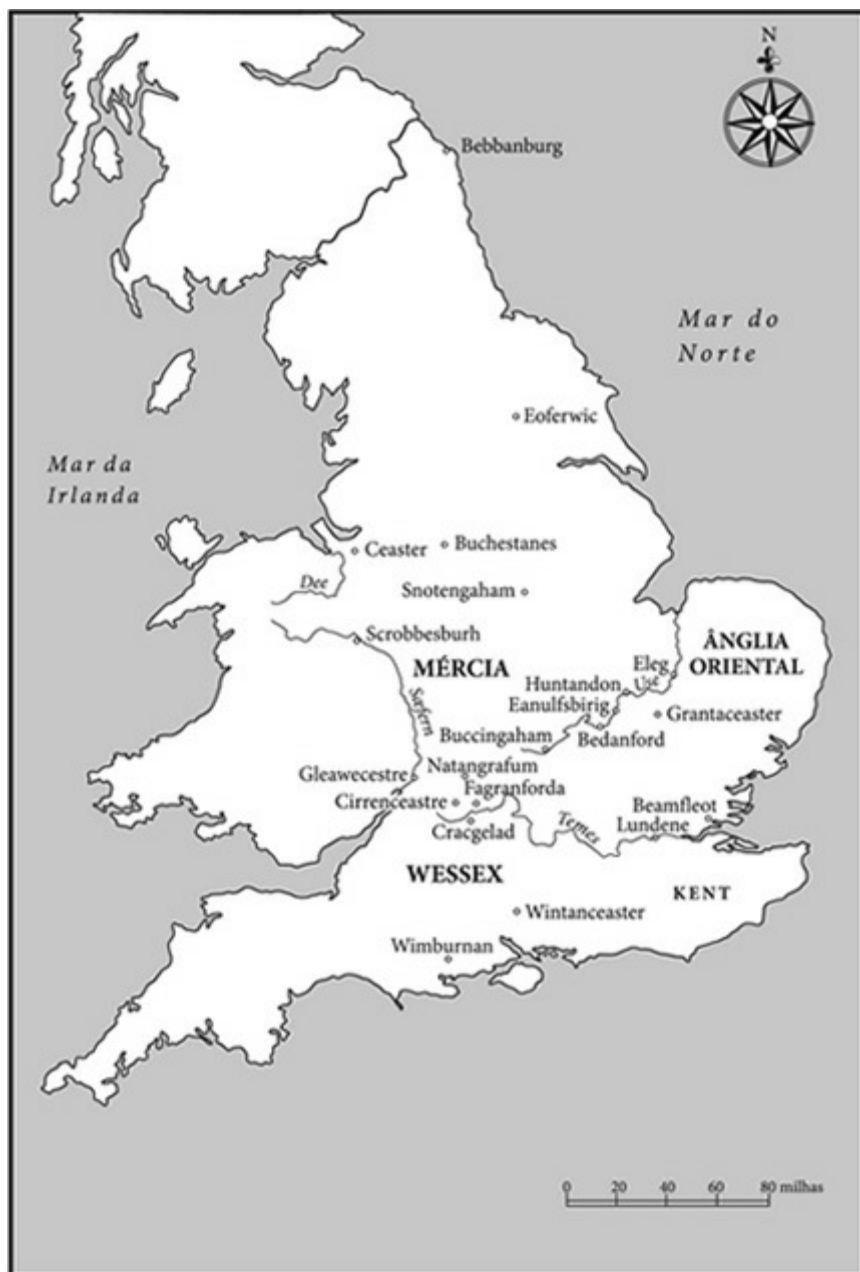 N
Bebbanburg
Mar do
Norte
Eoferwic
Mar da
Irlanda
Ceaster
Buchestanes
Dee
Snotengaham
Scrobbesburh
MÉRCIA
ÂNGLIA
ORIENTAL
Eleg
Use
Huntandon
Eanulfsbirig
Grantaceaster
Bedanford
Buccingaham
Sæfern
Gleawecestre
Natangrafum
Fagranforda
Cirrenceastre
Cracgelad
Temes
Beamfleot
Lundene
WESSEX
KENT
Wintanceaster
Wimburnan
0 20 40 60 80 milhas